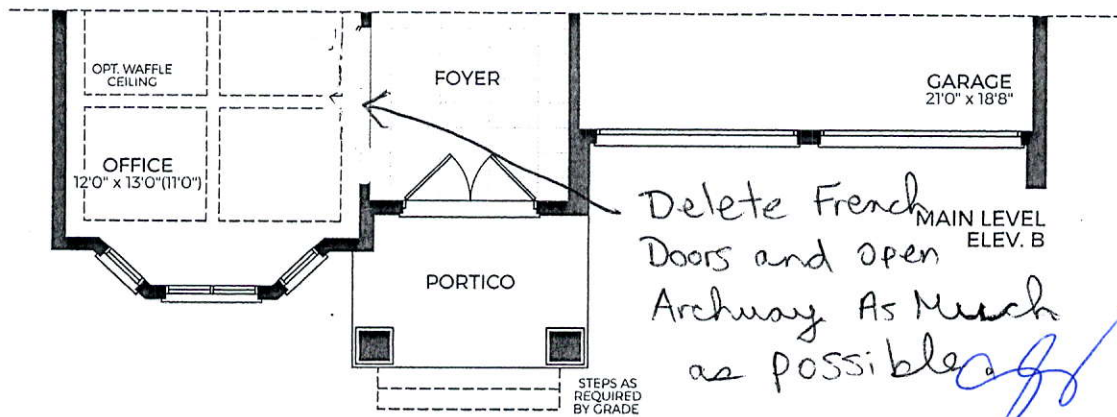 OPT. WAFFLE
CEILING
FOYER
GARAGE
21'0" x 18'8"
OFFICE
12'0" x 13'0"(11'0")
MAIN LEVEL
ELEV. B
Delete French
Doors and open
Archway As Much
as possible.
PORTICO
STEPS AS
REQUIRED
BY GRADE